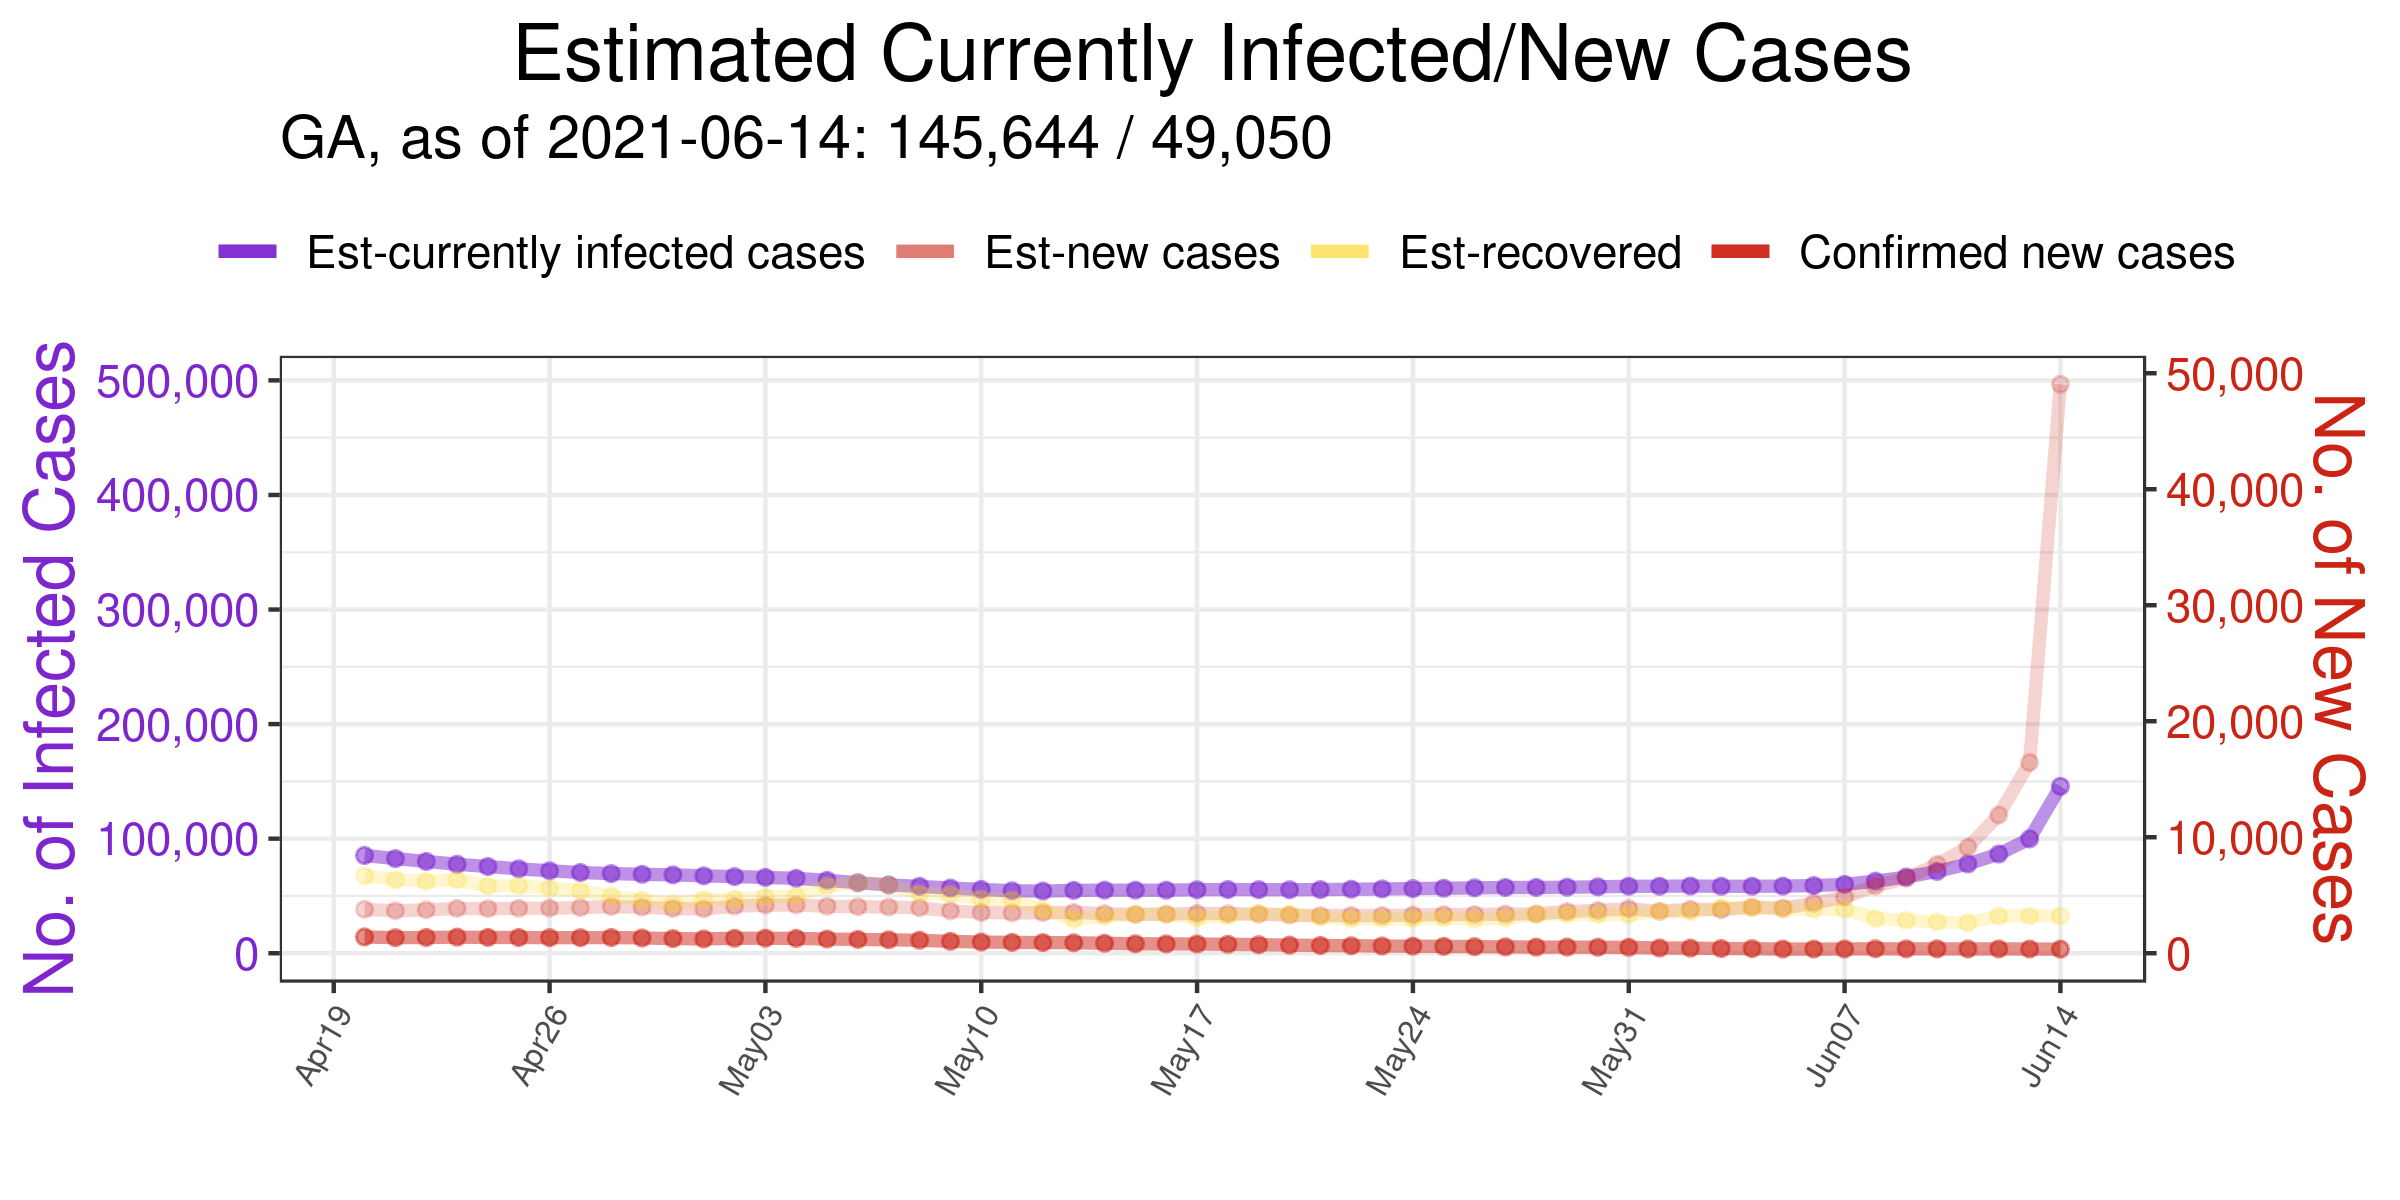 Estimated Currently Infected/New Cases
GA, as of 2021-06-14: 145,644 / 49,050
Est-currently infected cases Est-new cases Est-recovered Confirmed new cases
No. of Infected Cases
500,000
400,000
300,000
200,000
100,000
0
50,000
40,000
30,000
20,000
10,000
0
No. of New Cases
Apr19 Apr26 May03 May10 May17 May24 May31 Jun07 Jun14